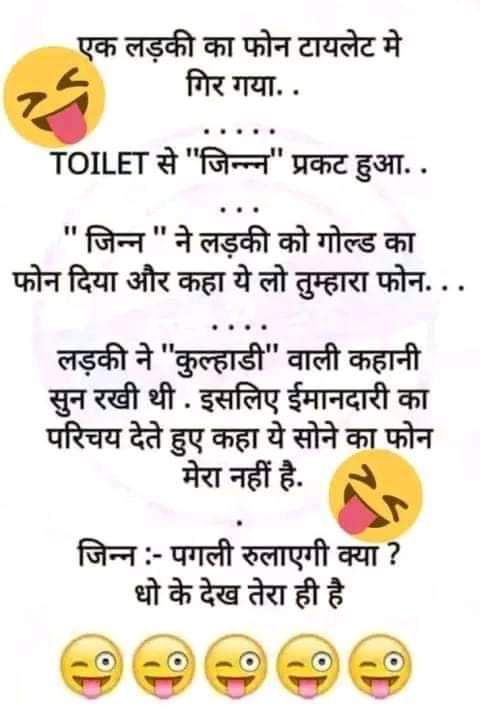 एक लड़की का फोन टायलेट मे
गिर गया. .
. . . . .
TOILET से "जिन्न्न" प्रकट हुआ. .
. . .
" जिन्न " ने लड़की को गोल्ड का
फोन दिया और कहा ये लो तुम्हारा फोन. . .
. . . .
लड़की ने "कुल्हाडी" वाली कहानी
सुन रखी थी . इसलिए ईमानदारी का
परिचय देते हुए कहा ये सोने का फोन
मेरा नहीं है.
.
जिन्न :- पगली रुलाएगी क्या ?
धो के देख तेरा ही है